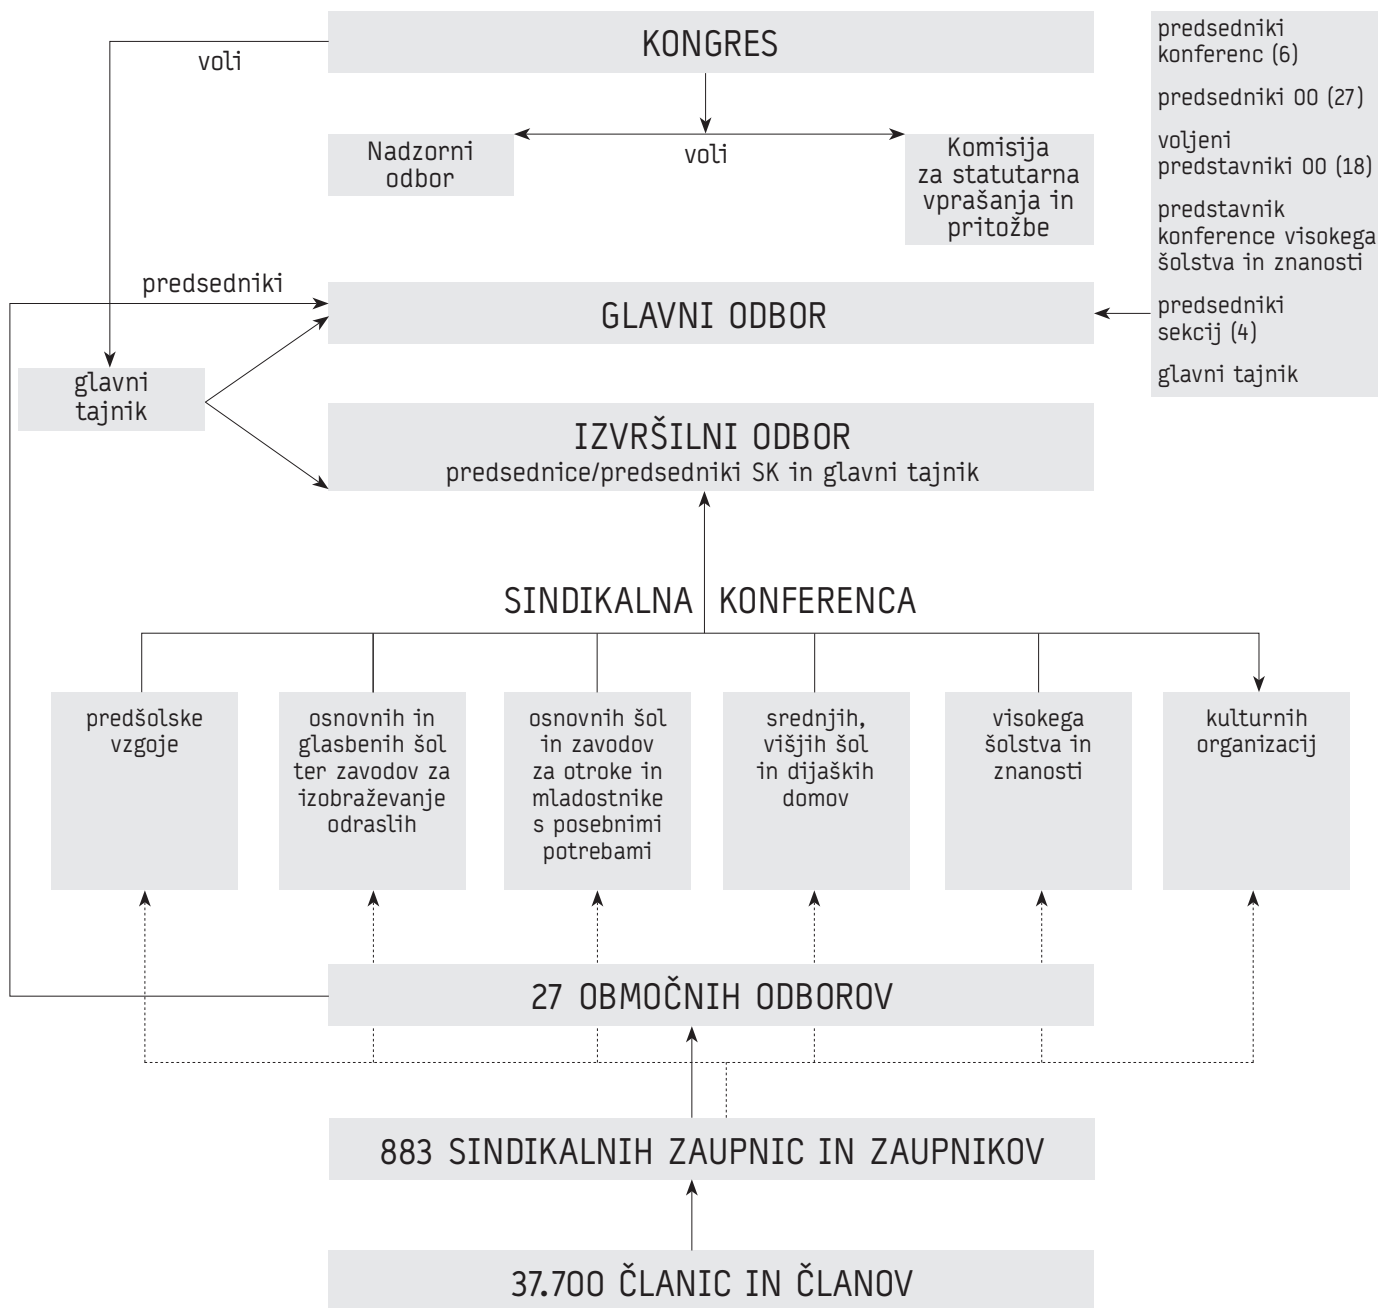 KONGRES
voli
voli
Nadzorni
odbor
Komisija
za statutarna
vprašanja in
pritožbe
predsedniki
konferenc (6)
predsedniki OO (27)
voljeni
predstavniki OO (18)
predstavnik
konference visokega
šolstva in znanosti
predsedniki
sekcij (4)
glavni tajnik
predsedniki
GLAVNI ODBOR
glavni
tajnik
IZVRŠILNI ODBOR
predsednice/predsedniki SK in glavni tajnik
SINDIKALNA KONFERENCA
predšolske
vzgoje
osnovnih in
glasbenih šol
ter zavodov za
izobraževanje
odraslih
osnovnih šol
in zavodov
za otroke in
mladostnike
s posebnimi
potrebami
srednjih,
višjih šol
in dijaških
domov
visokega
šolstva in
znanosti
kulturnih
organizacij
27 OBMOČNIH ODBOROV
883 SINDIKALNIH ZAUPNIC IN ZAUPNIKOV
37.700 ČLANIC IN ČLANOV